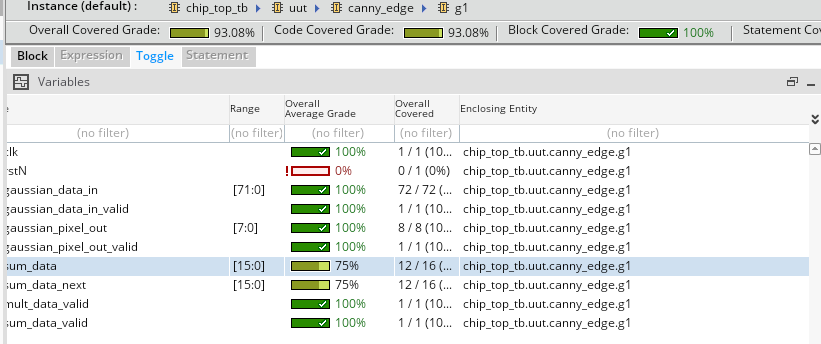 Instance (default) : chip_top_tb uut canny_edge g1
Overall Covered Grade: 93.08% Code Covered Grade: 93.08% Block Covered Grade: 100% Statement Cov
Block Expression Toggle Statement
Variables
e Range Overall Average Grade Overall Covered Enclosing Entity
(no filter) (no filter) (no filter) (no filter) (no filter)
clk 100% 1 / 1 (10... chip_top_tb.uut.canny_edge.g1
rstN ! 0% 0 / 1 (0%) chip_top_tb.uut.canny_edge.g1
gaussian_data_in [71:0] 100% 72 / 72 (... chip_top_tb.uut.canny_edge.g1
gaussian_data_in_valid 100% 1 / 1 (10... chip_top_tb.uut.canny_edge.g1
gaussian_pixel_out [7:0] 100% 8 / 8 (10... chip_top_tb.uut.canny_edge.g1
gaussian_pixel_out_valid 100% 1 / 1 (10... chip_top_tb.uut.canny_edge.g1
sum_data [15:0] 75% 12 / 16 (... chip_top_tb.uut.canny_edge.g1
sum_data_next [15:0] 75% 12 / 16 (... chip_top_tb.uut.canny_edge.g1
mult_data_valid 100% 1 / 1 (10... chip_top_tb.uut.canny_edge.g1
sum_data_valid 100% 1 / 1 (10... chip_top_tb.uut.canny_edge.g1